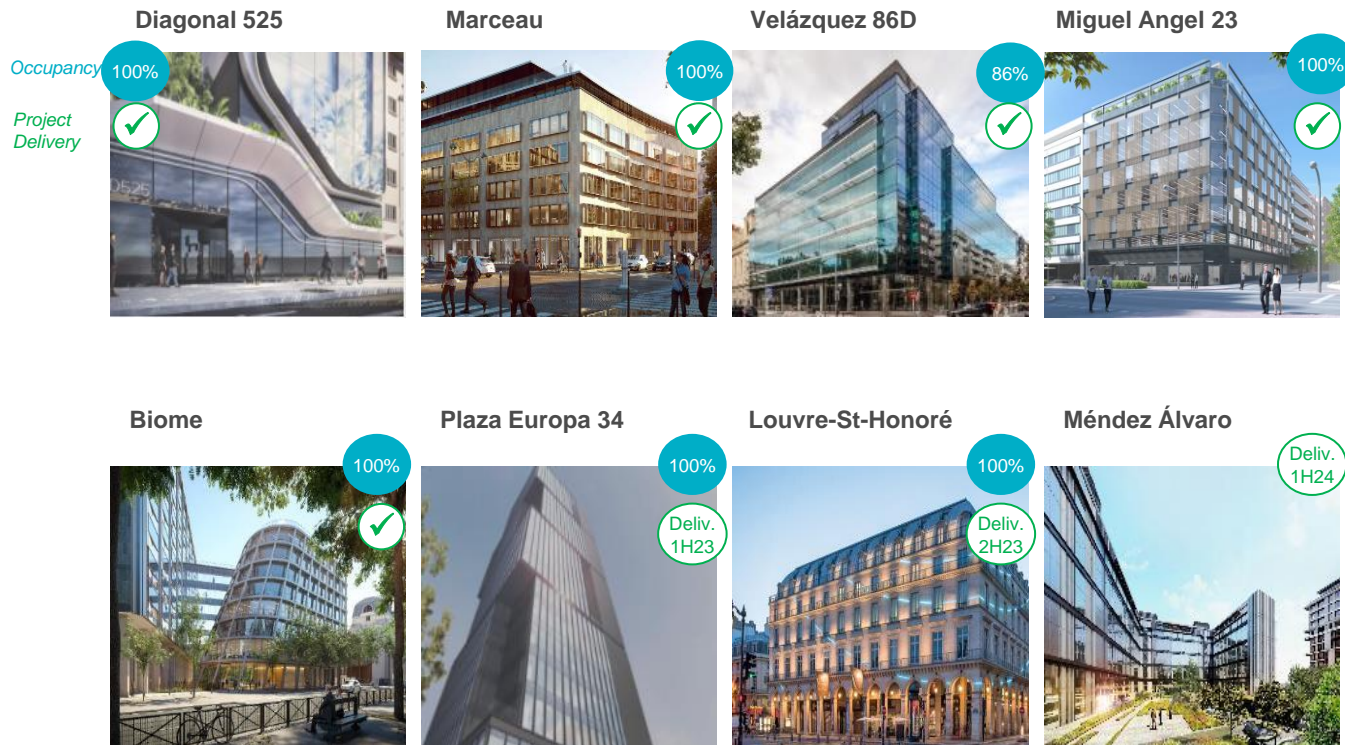 Diagonal 525
Marceau
Velázquez 86D
Miguel Angel 23
Occupancy
100%
100%
86%
100%
Project
Delivery
0525
Biome
Plaza Europa 34
Louvre-St-Honoré
Méndez Álvaro
100%
100%
100%
Deliv.
1H24
Deliv.
1H23
Deliv.
2H23